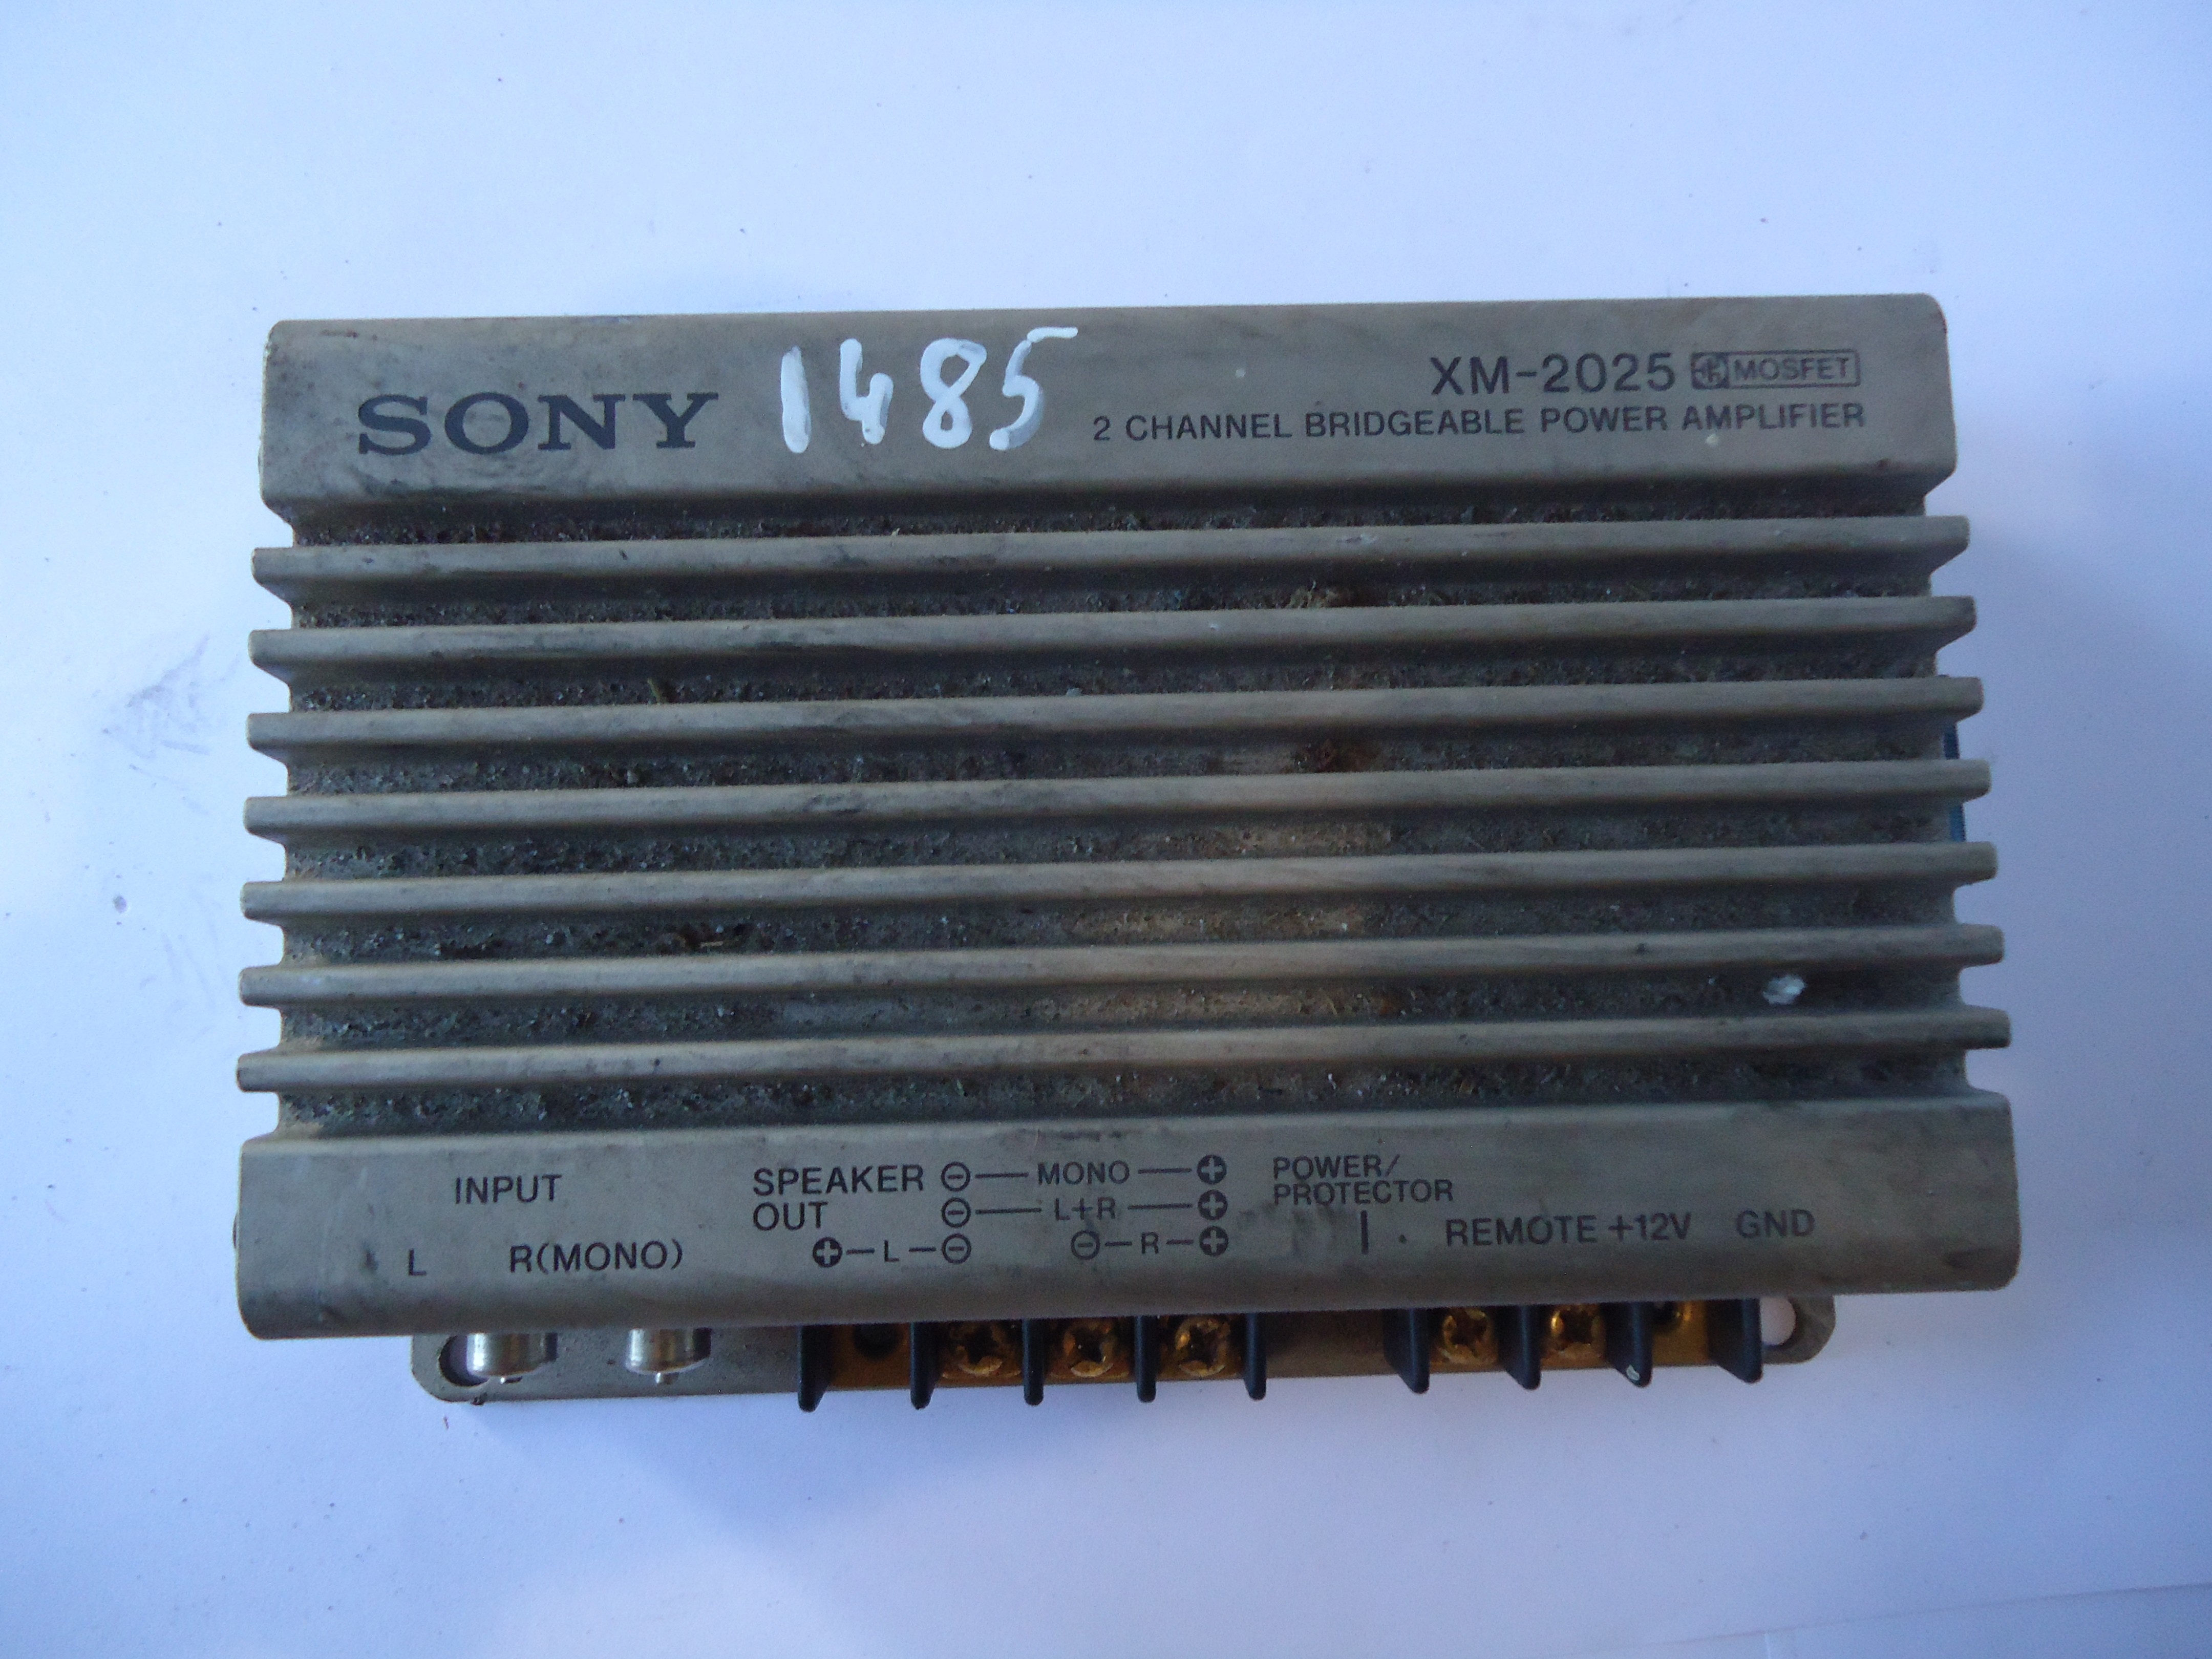 SONY 1485
XM-2025 MOSFET
2 CHANNEL BRIDGEABLE POWER AMPLIFIER
INPUT
L R(MONO)
SPEAKER OUT
⊖—MONO—⊕
⊖—L+R—⊕
⊕—L—⊖ ⊖—R—⊕
POWER/
PROTECTOR
REMOTE +12V GND